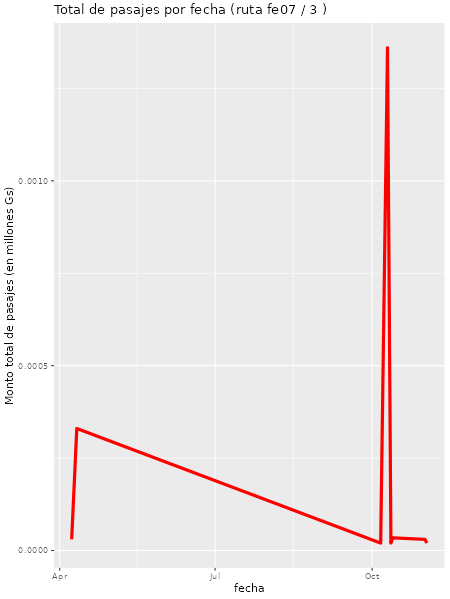 Total de pasajes por fecha (ruta fe07 / 3 )
Monto total de pasajes (en millones Gs)
0.0010
0.0005
0.0000
Apr
Jul
Oct
fecha